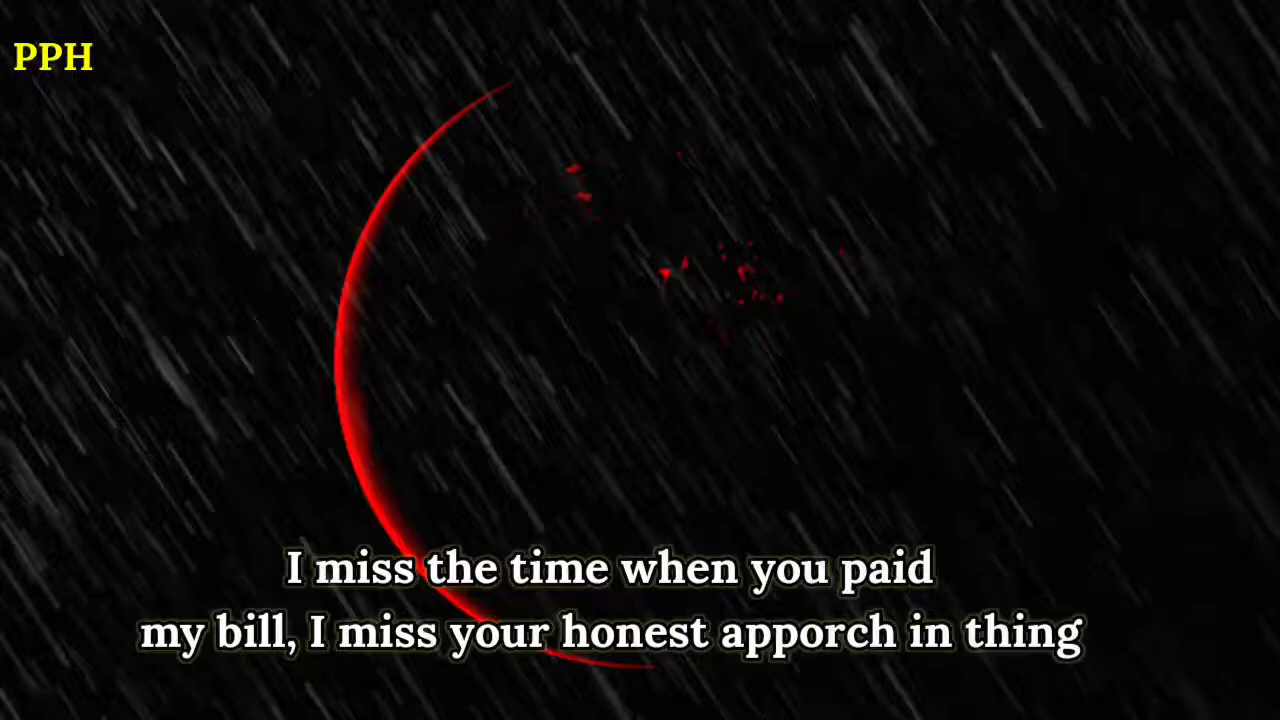 PPH
I miss the time when you paid
my bill, I miss your honest apporch in thing